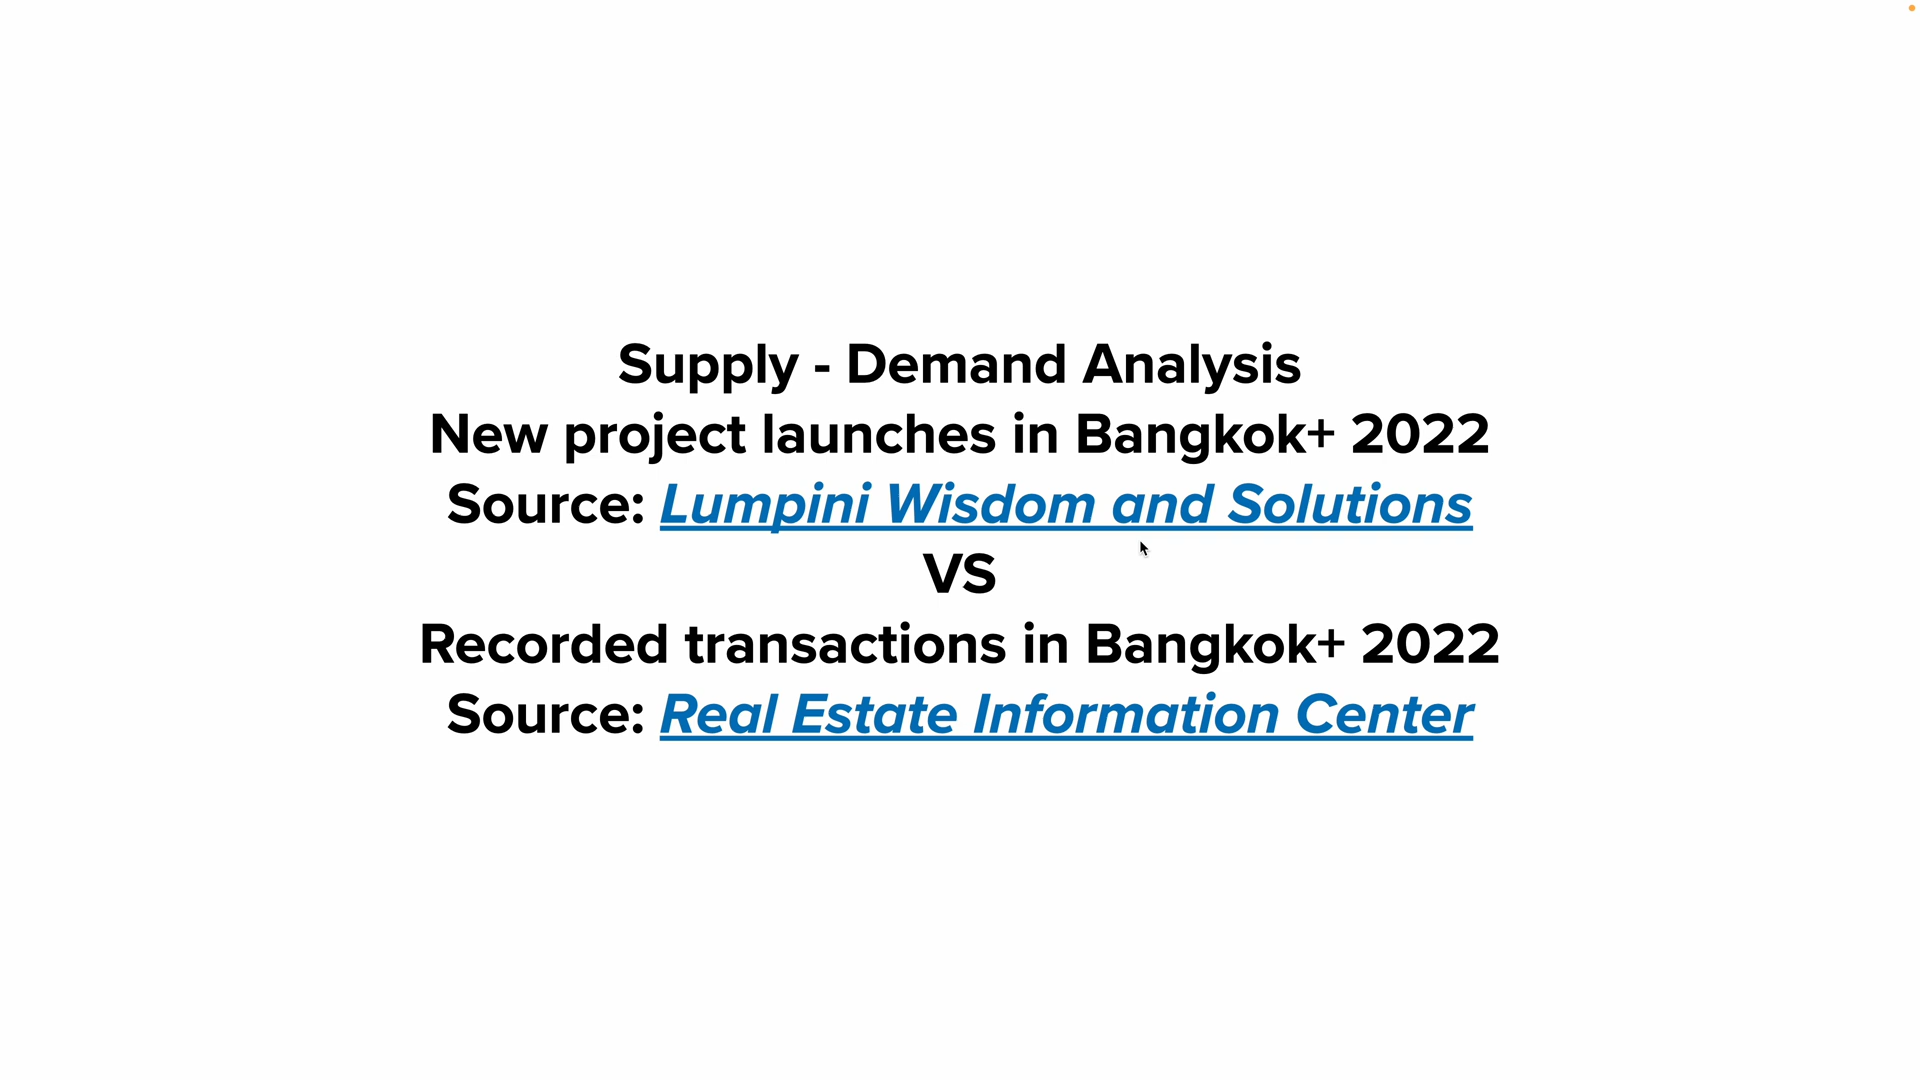 Supply - Demand Analysis
New project launches in Bangkok+ 2022
Source: Lumpini Wisdom and Solutions
VS
Recorded transactions in Bangkok+ 2022
Source: Real Estate Information Center